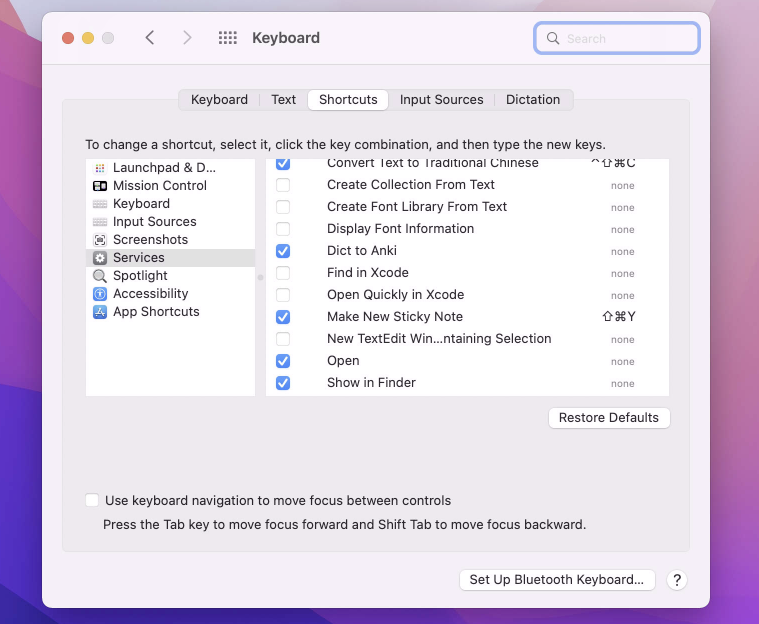 Keyboard
Search
Keyboard Text Shortcuts Input Sources Dictation
To change a shortcut, select it, click the key combination, and then type the new keys.
Launchpad & D...
Mission Control
Keyboard
Input Sources
Screenshots
Services
Spotlight
Accessibility
App Shortcuts
Convert Text to Traditional Chinese ^⇧⌘C
Create Collection From Text none
Create Font Library From Text none
Display Font Information none
Dict to Anki none
Find in Xcode none
Open Quickly in Xcode none
Make New Sticky Note ⇧⌘Y
New TextEdit Win...ntaining Selection none
Open none
Show in Finder none
Restore Defaults
Use keyboard navigation to move focus between controls
Press the Tab key to move focus forward and Shift Tab to move focus backward.
Set Up Bluetooth Keyboard... ?